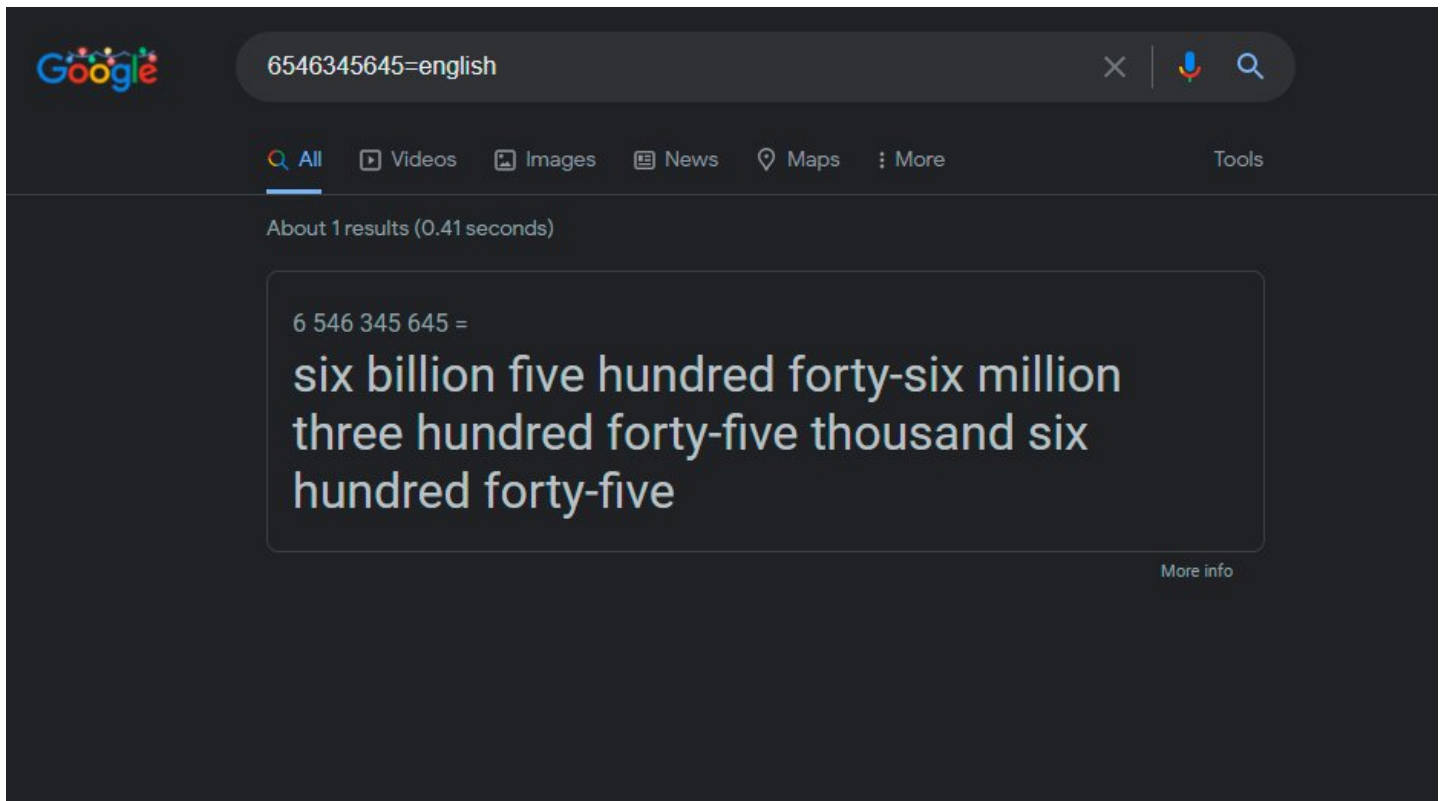 Google 6546345645=english
All Videos Images News Maps More Tools
About 1 results (0.41 seconds)
6 546 345 645 =
six billion five hundred forty-six million
three hundred forty-five thousand six
hundred forty-five
More info